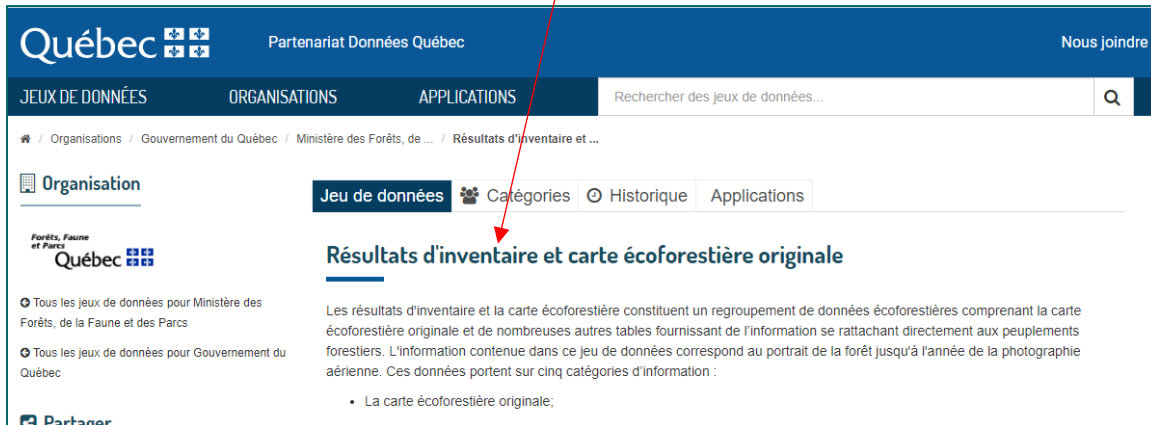 Québec
Partenariat Données Québec
Nous joindre
JEUX DE DONNÉES
ORGANISATIONS
APPLICATIONS
Rechercher des jeux de données...
/ Organisations / Gouvernement du Québec / Ministère des Forêts, de ... / Résultats d'inventaire et ...
Organisation
Forêts, Faune
et Parcs
Québec
Tous les jeux de données pour Ministère des
Forêts, de la Faune et des Parcs
Tous les jeux de données pour Gouvernement du
Québec
Partager
Jeu de données
Catégories
Historique
Applications
Résultats d'inventaire et carte écoforestière originale
Les résultats d'inventaire et la carte écoforestière constituent un regroupement de données écoforestières comprenant la carte
écoforestière originale et de nombreuses autres tables fournissant de l'information se rattachant directement aux peuplements
forestiers. L'information contenue dans ce jeu de données correspond au portrait de la forêt jusqu'à l'année de la photographie
aérienne. Ces données portent sur cinq catégories d'information :
• La carte écoforestière originale;